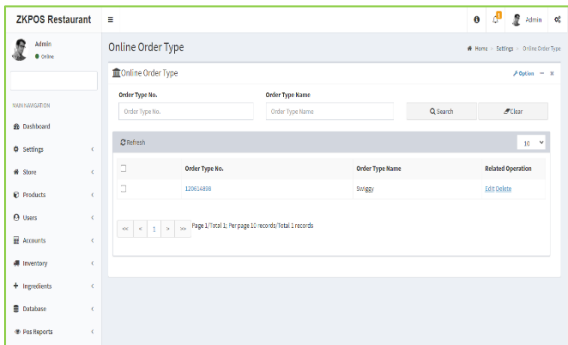 ZKPOS Restaurant
Admin
Admin
Online
Online Order Type
Home > Settings > Online Order Type
Online Order Type
Option
Order Type No.
Order Type Name
Order Type No.
Order Type Name
Search
Clear
MAIN NAVIGATION
Dashboard
Refresh
10
Settings
Order Type No.
Order Type Name
Related Operation
Store
Swiggy
Edit Delete
Products
Users
<< < 1 > >> Page 1/Total 1; Per page 10 records/Total 1 records
Accounts
Inventory
Ingredients
Database
Pos Reports